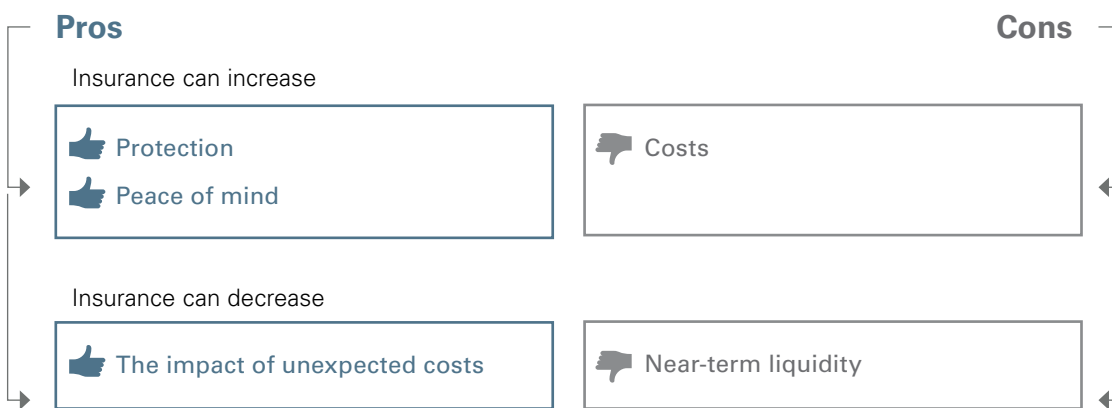 Pros
Cons
Insurance can increase
Protection
Peace of mind
Costs
Insurance can decrease
The impact of unexpected costs
Near-term liquidity